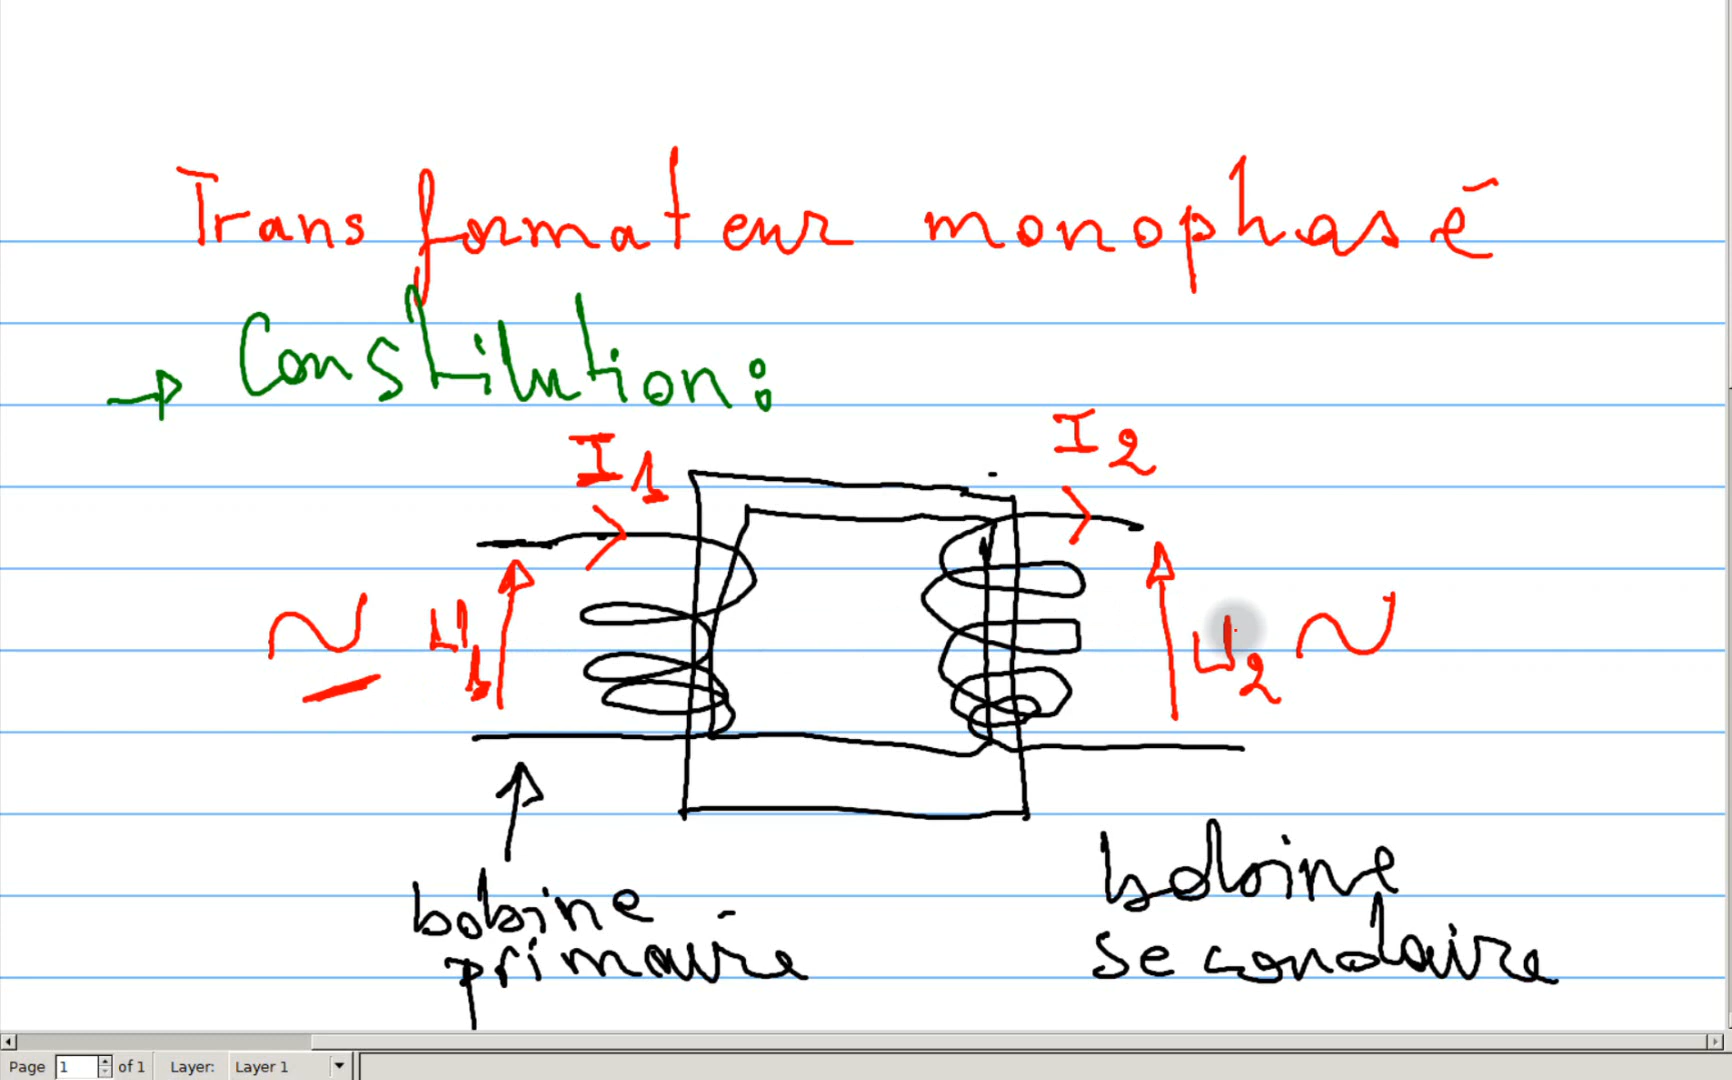 Transformateur monophasé
→ Constitution:
I1
I2
~ U1
U2 ~
bobine
primaire
bobine
secondaire
Page 1 of 1 Layer: Layer 1